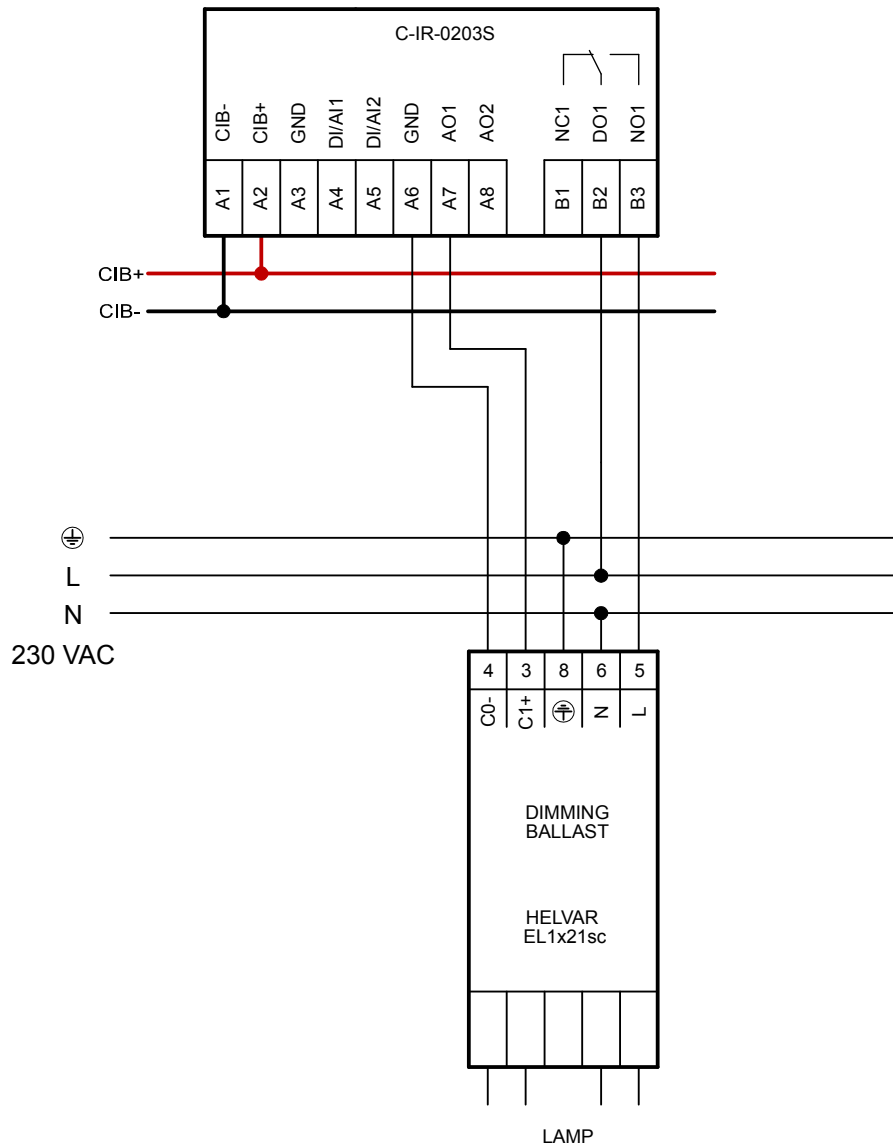 C-IR-0203S
CIB- CIB+ GND DI/AI1 DI/AI2 GND AO1 AO2 NC1 DO1 NO1
A1 A2 A3 A4 A5 A6 A7 A8 B1 B2 B3
CIB+
CIB-
L
N
230 VAC
4 3 8 6 5
C0- C1+ N L
DIMMING
BALLAST
HELVAR
EL1x21sc
LAMP